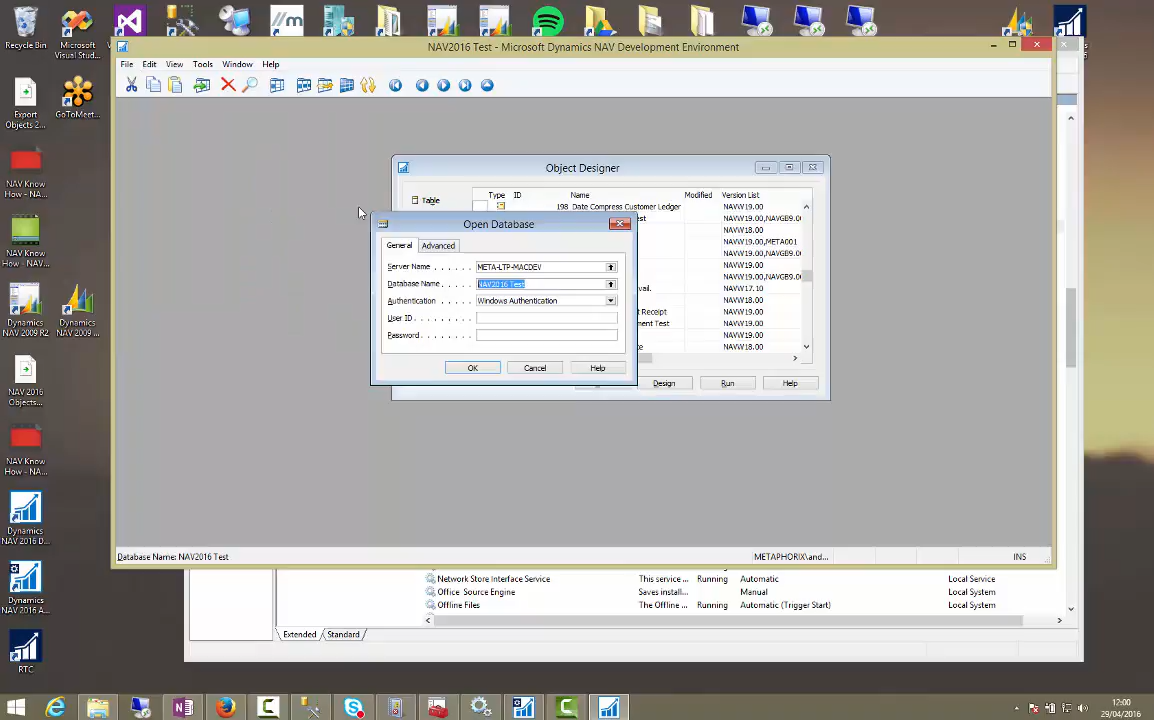 NAV2016 Test - Microsoft Dynamics NAV Development Environment
File Edit View Tools Window Help
Recycle Bin
Microsoft Visual Stud...
Export Objects 2...
GoToMeet...
NAV Know How - NA...
NAV Know How - NA...
Dynamics NAV 2009 R2
Dynamics NAV 2009 ...
NAV 2016 Objects...
NAV Know How - NA...
Dynamics NAV 2016 D...
Dynamics NAV 2016 A...
RTC
Object Designer
Table
Type ID Name Modified Version List
198 Date Compress Customer Ledger NAVW19.00
NAVW19.00,NAVGB9.0
NAVW18.00
NAVW19.00,META001
NAVW19.00
NAVW19.00,NAVGB9.0
NAVW17.10
NAVW19.00
Receipt NAVW19.00
ment Test NAVW19.00
NAVW19.00
NAVW18.00
Design Run Help
Open Database
General Advanced
Server Name . . . . . . META-LTP-MACDEV
Database Name . . . . . NAV2016 Test
Authentication . . . . . . Windows Authentication
User ID . . . . . . . . .
Password . . . . . . . .
OK Cancel Help
Database Name: NAV2016 Test METAPHORIX\and... INS
Network Store Interface Service This service ... Running Automatic Local Service
Office Source Engine Saves install... Manual Local System
Offline Files The Offline ... Running Automatic (Trigger Start) Local System
Extended Standard
12:00
29/04/2016